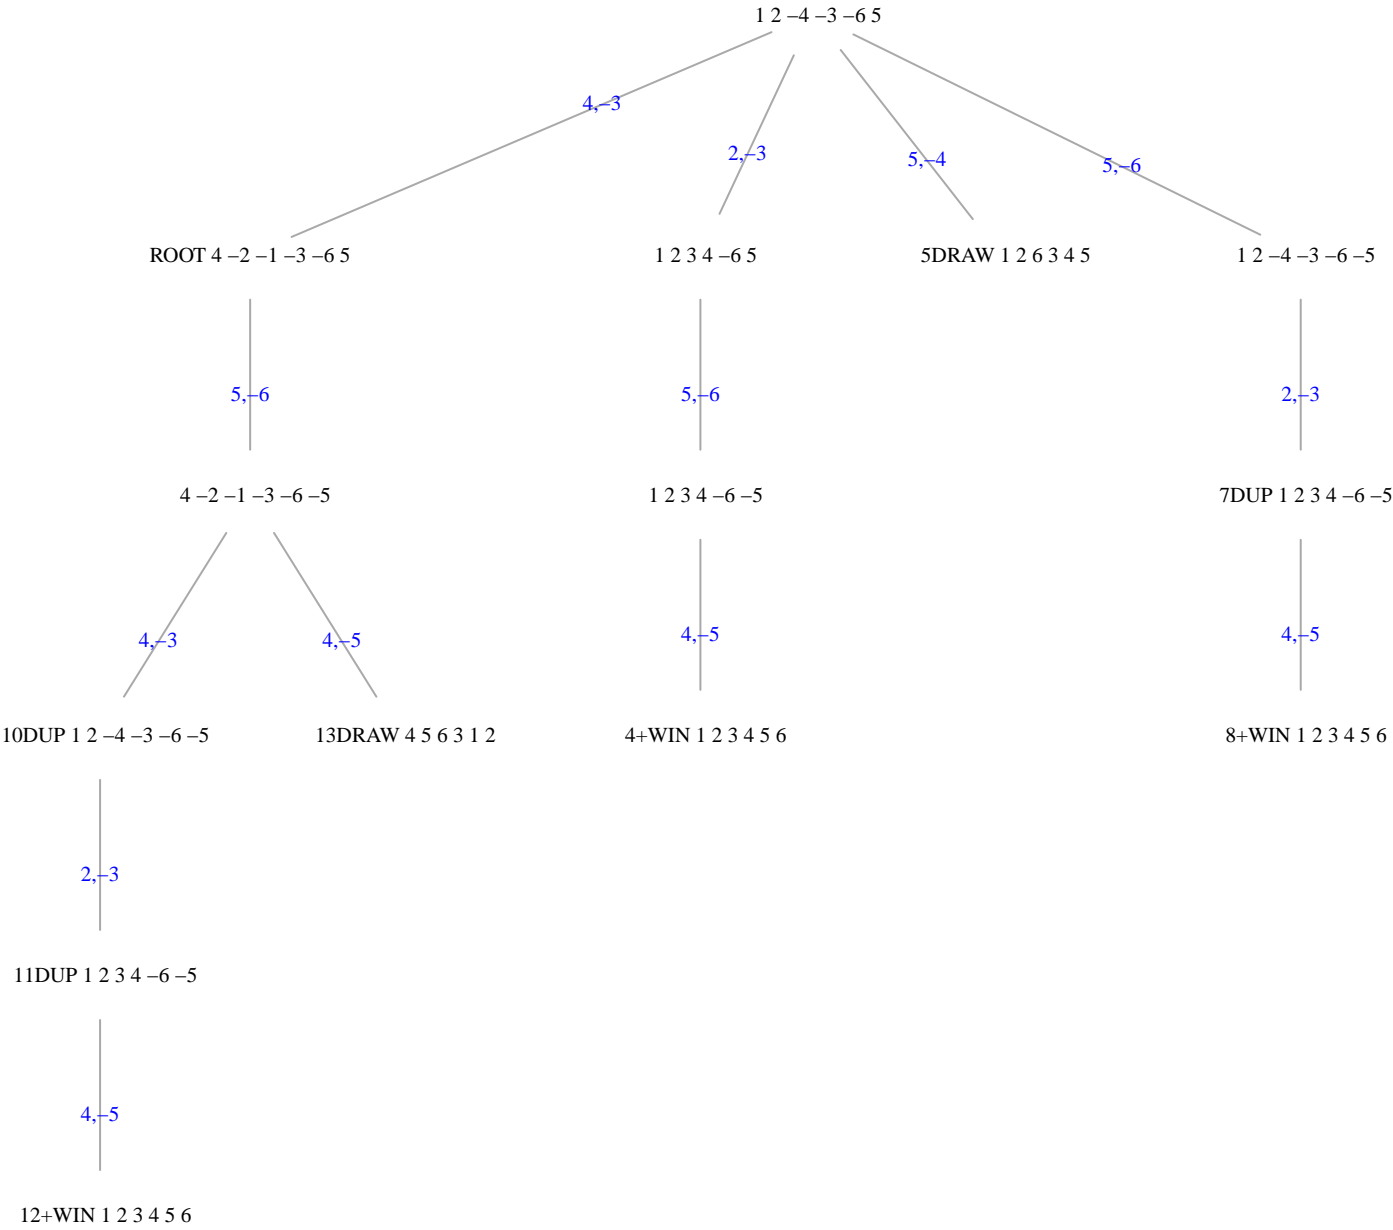 1 2 –4 –3 –6 5
4,–3
2,–3
5,–4
5,–6
ROOT 4 –2 –1 –3 –6 5
1 2 3 4 –6 5
5DRAW 1 2 6 3 4 5
1 2 –4 –3 –6 –5
5,–6
5,–6
2,–3
4 –2 –1 –3 –6 –5
1 2 3 4 –6 –5
7DUP 1 2 3 4 –6 –5
4,–3
4,–5
4,–5
4,–5
10DUP 1 2 –4 –3 –6 –5
13DRAW 4 5 6 3 1 2
4+WIN 1 2 3 4 5 6
8+WIN 1 2 3 4 5 6
2,–3
11DUP 1 2 3 4 –6 –5
4,–5
12+WIN 1 2 3 4 5 6